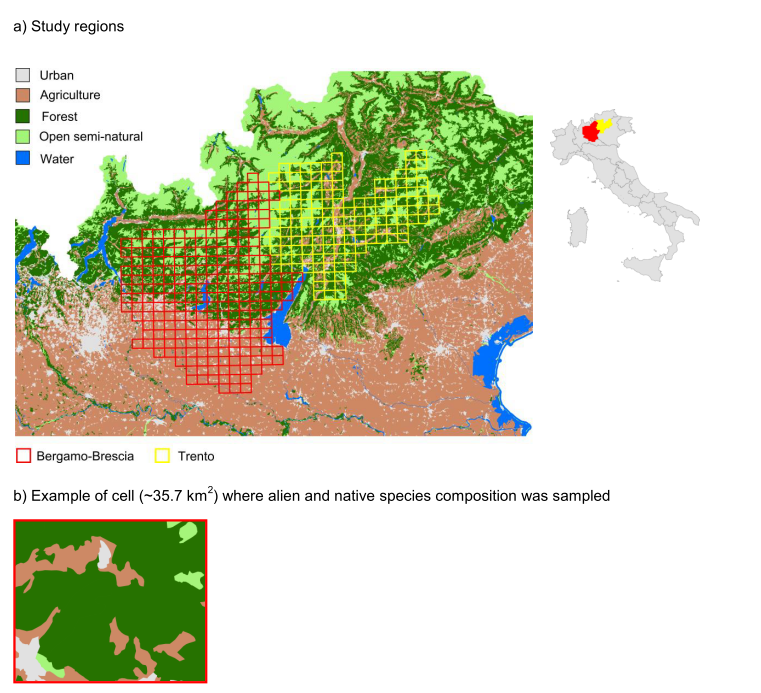 a) Study regions
Urban
Agriculture
Forest
Open semi-natural
Water
Bergamo-Brescia Trento
b) Example of cell (~35.7 km²) where alien and native species composition was sampled